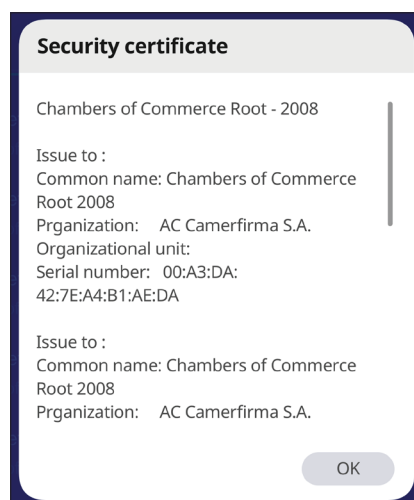 Security certificate
Chambers of Commerce Root - 2008
Issue to :
Common name: Chambers of Commerce
Root 2008
Prganization: AC Camerfirma S.A.
Organizational unit:
Serial number: 00:A3:DA:
42:7E:A4:B1:AE:DA
Issue to :
Common name: Chambers of Commerce
Root 2008
Prganization: AC Camerfirma S.A.
OK